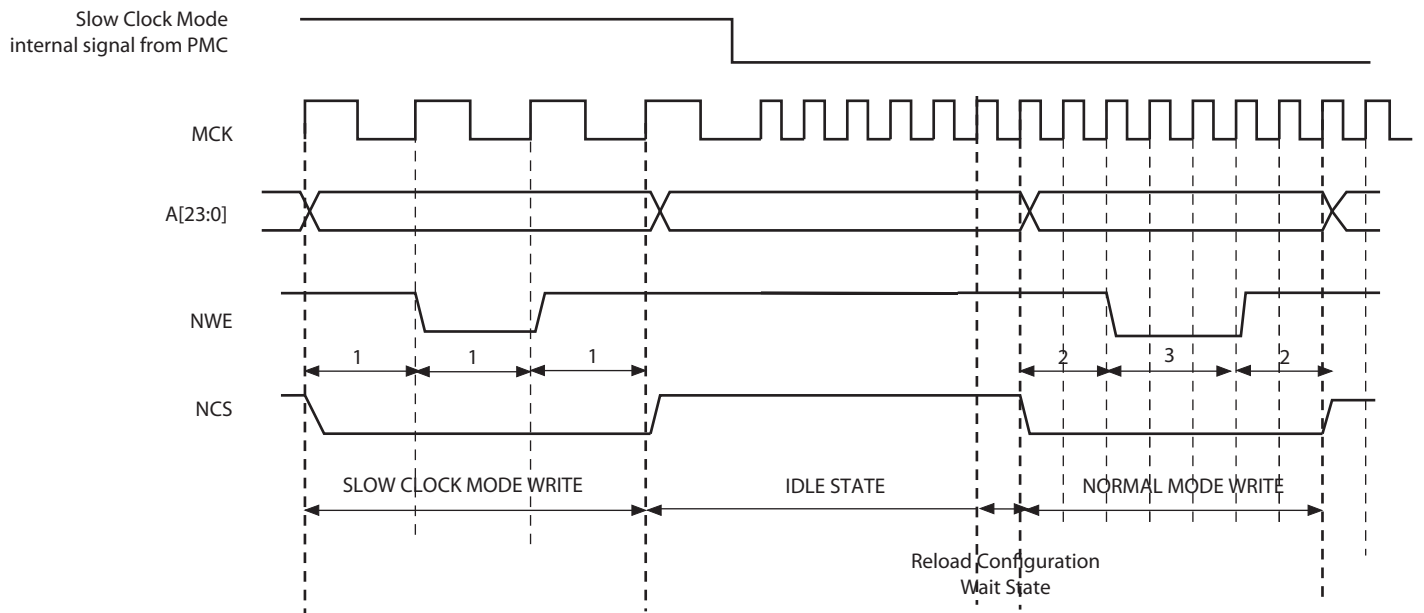 Slow Clock Mode
internal signal from PMC
MCK
A[23:0]
NWE
1 1 1 2 3 2
NCS
SLOW CLOCK MODE WRITE IDLE STATE NORMAL MODE WRITE
Reload Configuration
Wait State